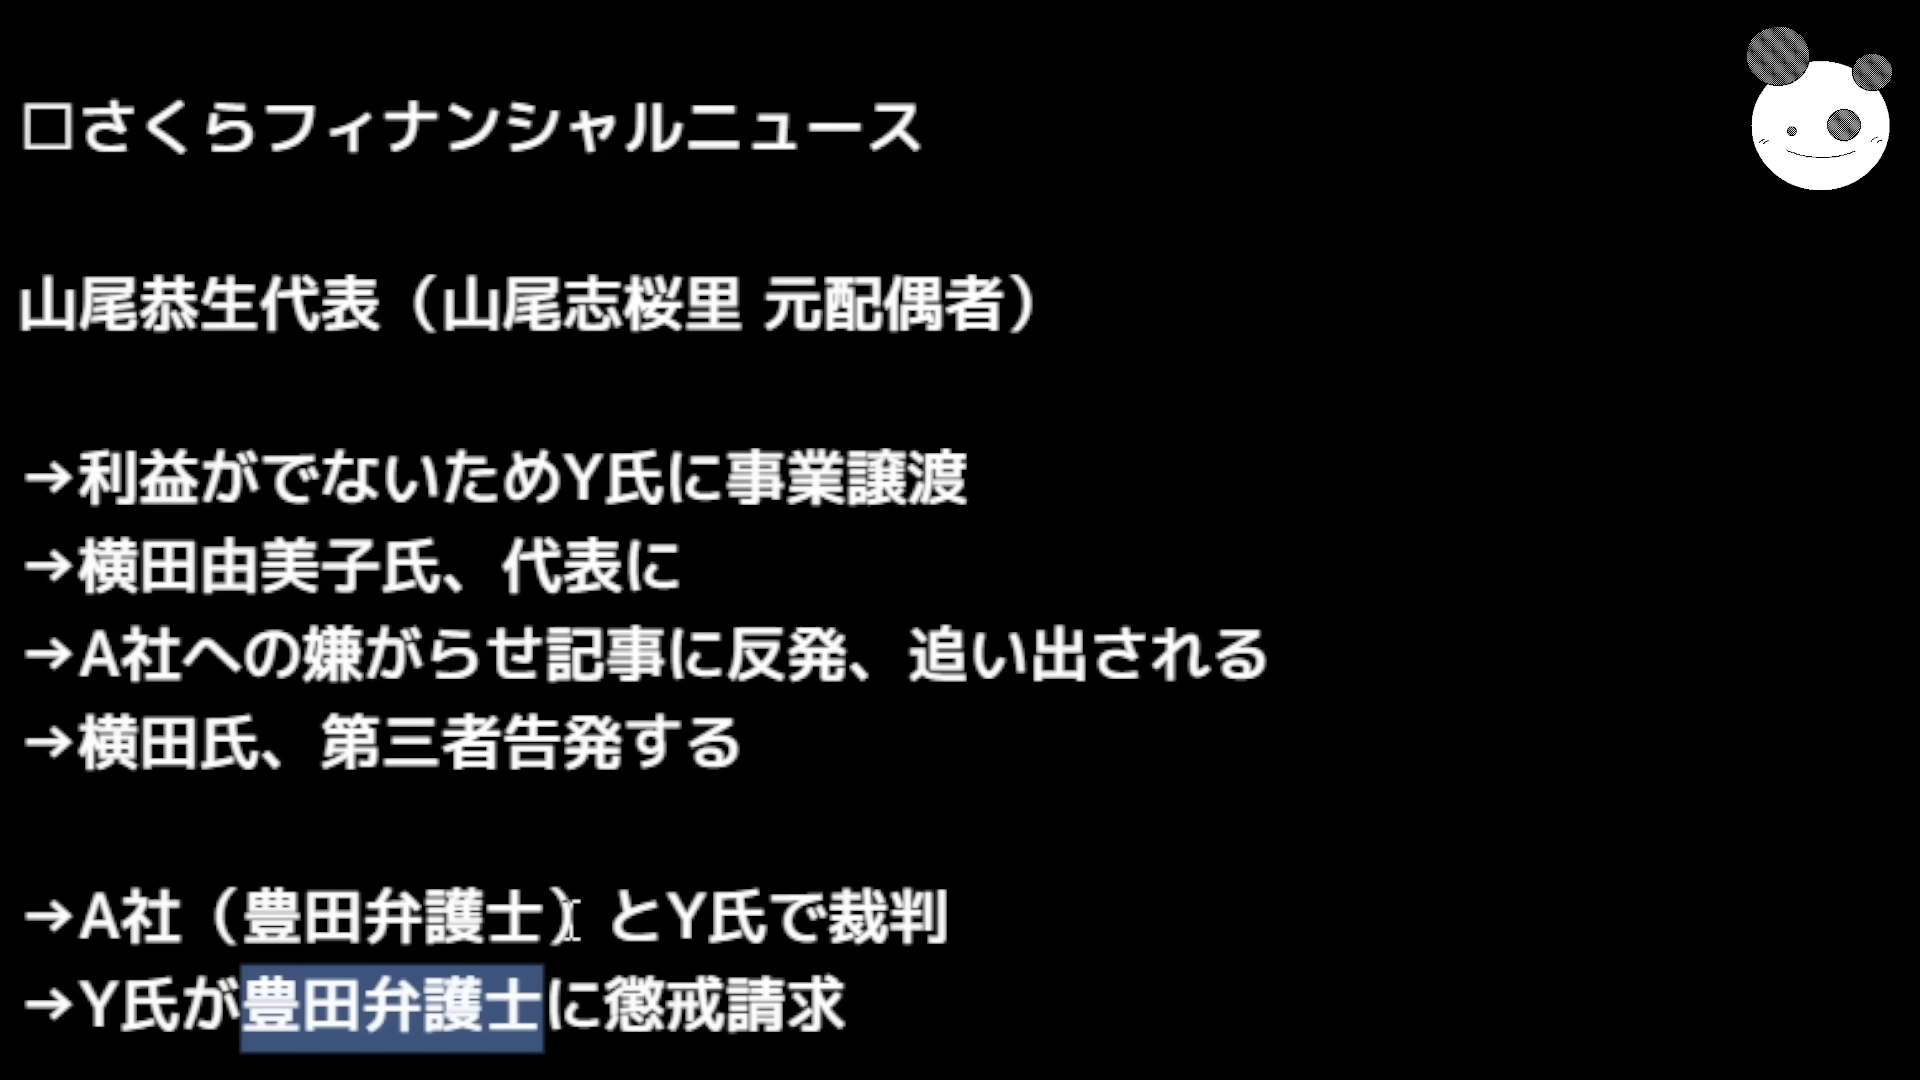 □さくらフィナンシャルニュース
山尾恭生代表（山尾志桜里 元配偶者）
→利益がでないためY氏に事業譲渡
→横田由美子氏、代表に
→A社への嫌がらせ記事に反発、追い出される
→横田氏、第三者告発する
→A社（豊田弁護士）とY氏で裁判
→Y氏が豊田弁護士に懲戒請求